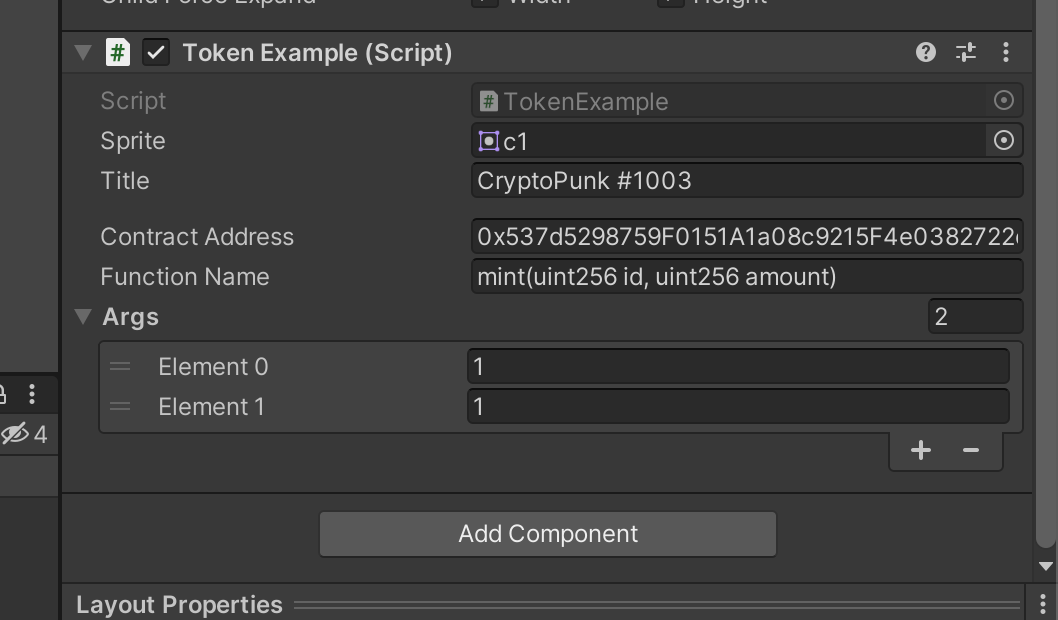 Child Force Expand Width Height
Token Example (Script)
Script TokenExample
Sprite c1
Title CryptoPunk #1003
Contract Address 0x537d5298759F0151A1a08c9215F4e0382722
Function Name mint(uint256 id, uint256 amount)
Args 2
Element 0 1
Element 1 1
4
Add Component
Layout Properties